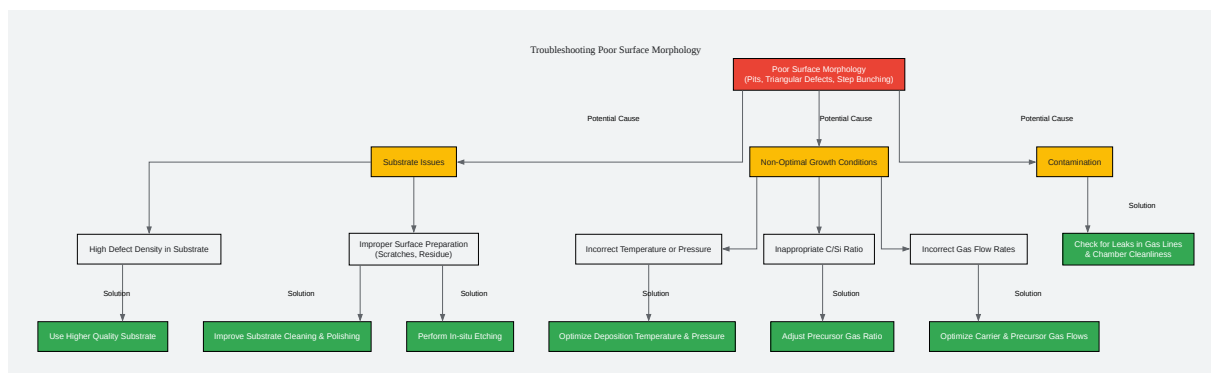 Troubleshooting Poor Surface Morphology
Poor Surface Morphology
(Pits, Triangular Defects, Step Bunching)
Potential Cause
Potential Cause
Potential Cause
Substrate Issues
Non-Optimal Growth Conditions
Contamination
Solution
High Defect Density in Substrate
Improper Surface Preparation
(Scratches, Residue)
Incorrect Temperature or Pressure
Inappropriate C/Si Ratio
Incorrect Gas Flow Rates
Check for Leaks in Gas Lines
& Chamber Cleanliness
Solution
Solution
Solution
Solution
Solution
Solution
Use Higher Quality Substrate
Improve Substrate Cleaning & Polishing
Perform In-situ Etching
Optimize Deposition Temperature & Pressure
Adjust Precursor Gas Ratio
Optimize Carrier & Precursor Gas Flows